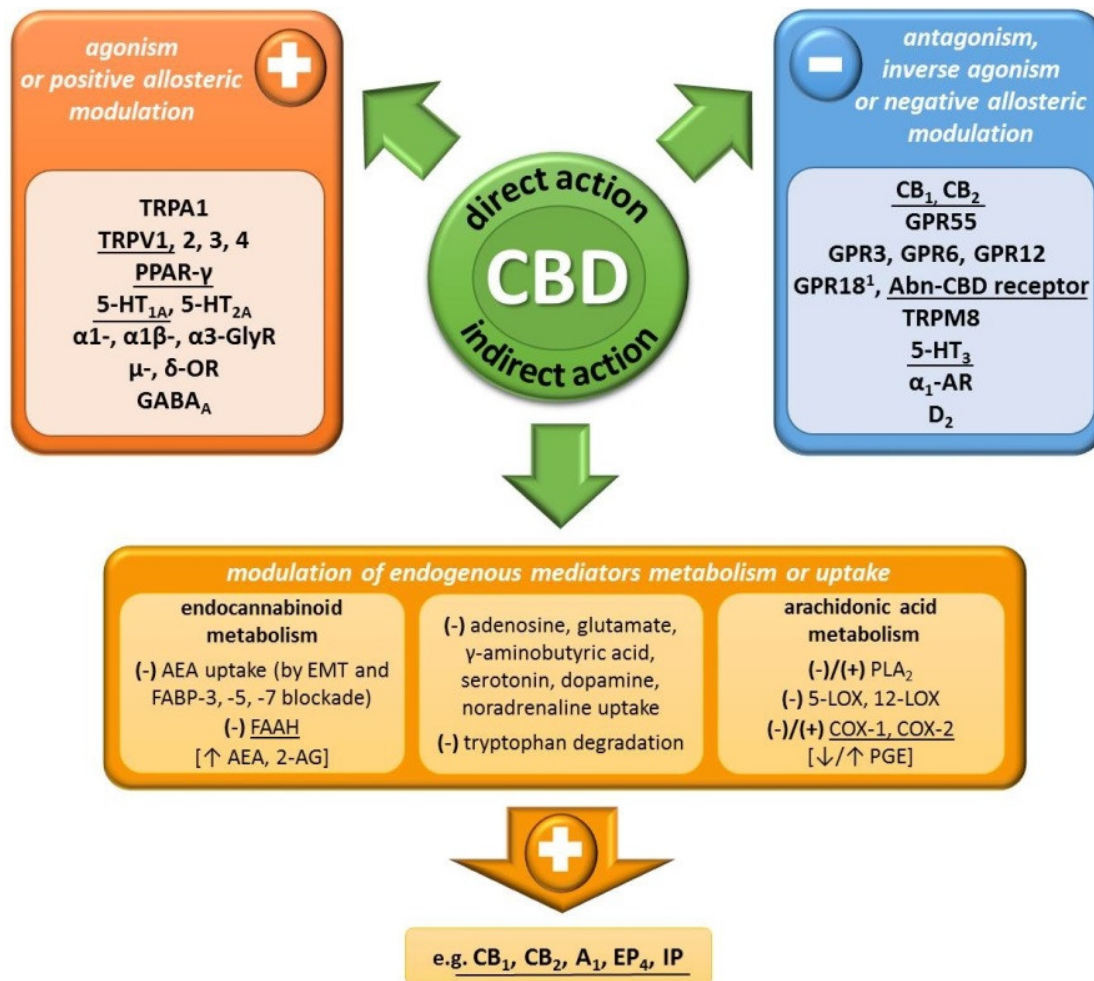 agonism
or positive allosteric
modulation
+
TRPA1
TRPV1, 2, 3, 4
PPAR-γ
5-HT₁ₐ, 5-HT₂ₐ
α1-, α1β-, α3-GlyR
μ-, δ-OR
GABAₐ
direct action
CBD
indirect action
-
antagonism,
inverse agonism
or negative allosteric
modulation
CB₁, CB₂
GPR55
GPR3, GPR6, GPR12
GPR18¹, Abn-CBD receptor
TRPM8
5-HT₃
α₁-AR
D₂
modulation of endogenous mediators metabolism or uptake
endocannabinoid
metabolism
(-) AEA uptake (by EMT and
FABP-3, -5, -7 blockade)
(-) FAAH
[↑ AEA, 2-AG]
(-) adenosine, glutamate,
γ-aminobutyric acid,
serotonin, dopamine,
noradrenaline uptake
(-) tryptophan degradation
arachidonic acid
metabolism
(-)/(+) PLA₂
(-) 5-LOX, 12-LOX
(-)/(+) COX-1, COX-2
[↓/↑ PGE]
+
e.g. CB₁, CB₂, A₁, EP₄, IP